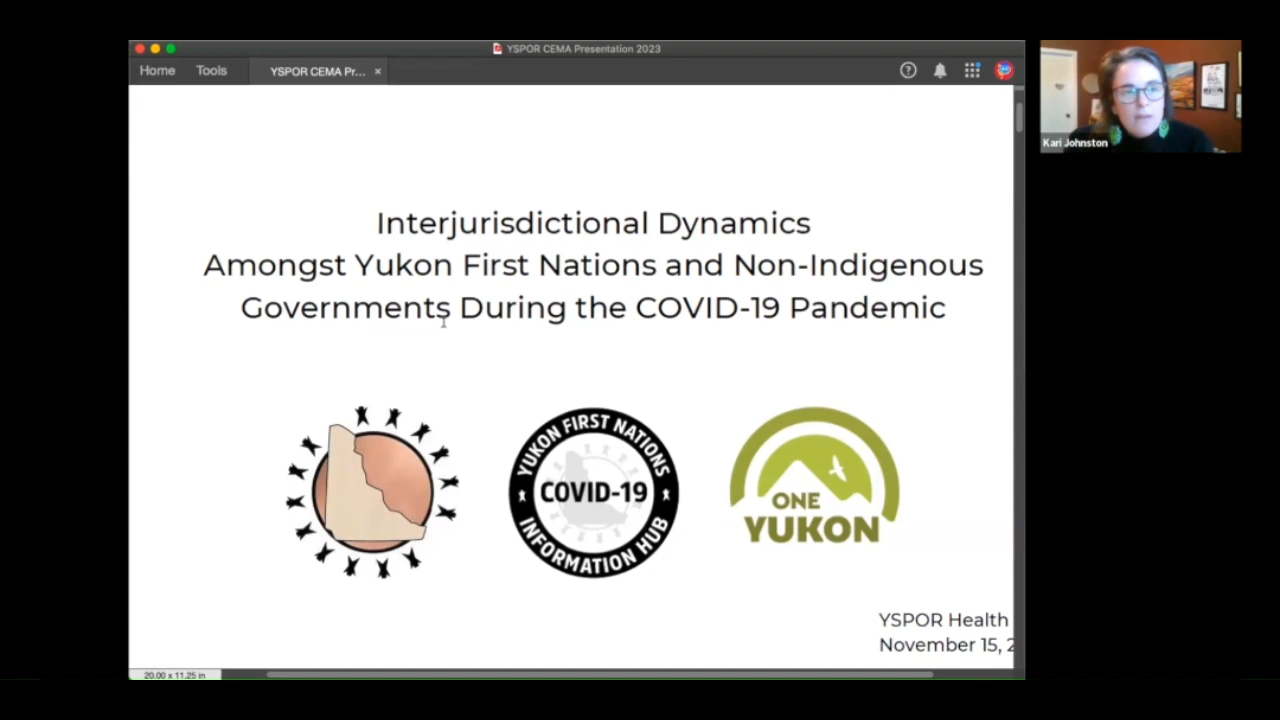 YSPOR CEMA Presentation 2023
Home Tools YSPOR CEMA Pr... ×
Kari Johnston
Interjurisdictional Dynamics
Amongst Yukon First Nations and Non-Indigenous
Governments During the COVID-19 Pandemic
YUKON FIRST NATIONS
COVID-19
INFORMATION HUB
ONE
YUKON
YSPOR Health
November 15, 2
20.00 x 11.25 in